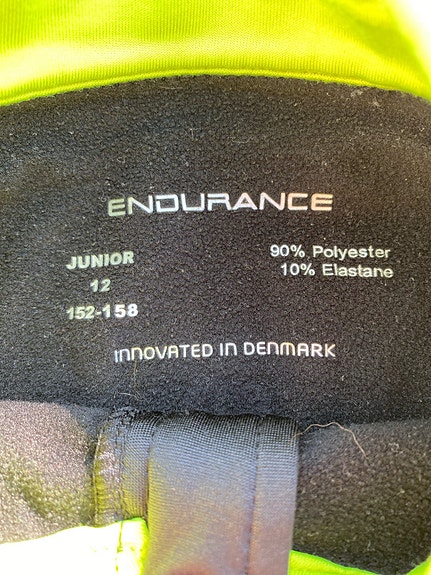 ENDURANCE
JUNIOR
12
152-158
90% Polyester
10% Elastane
INNOVATED IN DENMARK